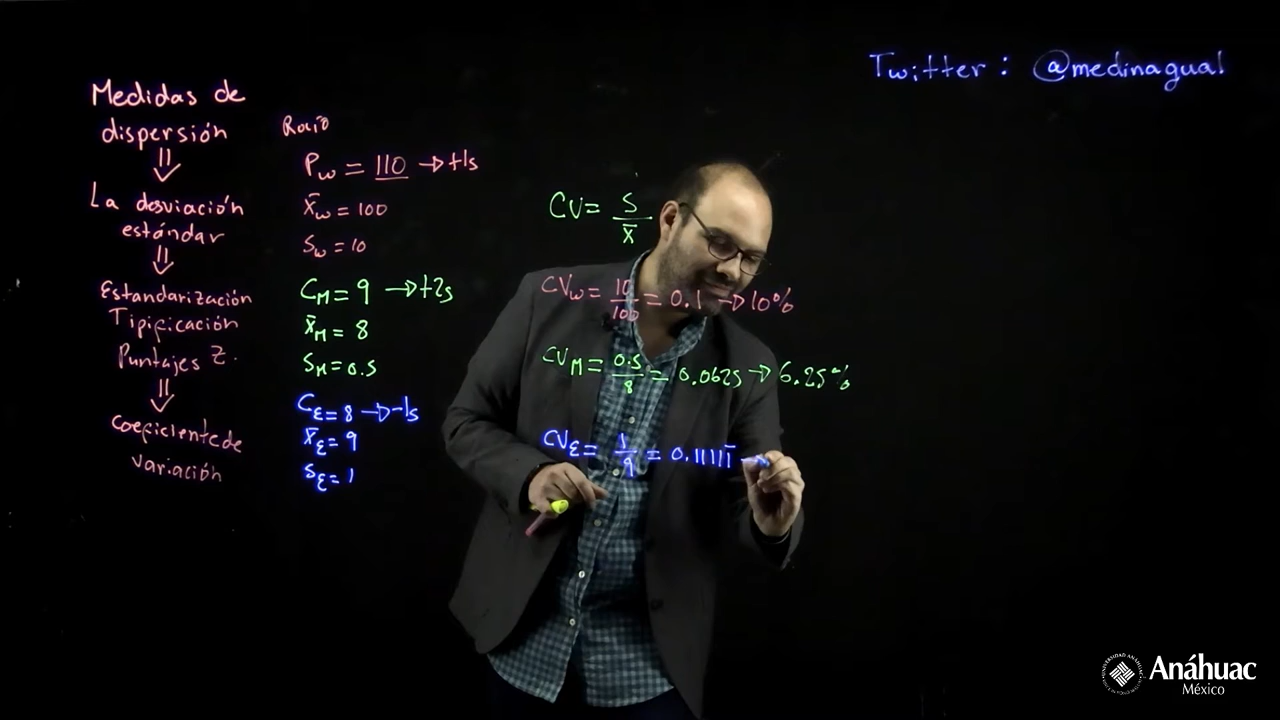 Twitter: @medinagual
Medidas de
dispersión
⇓
La desviación
estándar
⇓
Estandarización
Tipificación
Puntajes Z.
⇓
Coeficiente de
variación
Rocío
Pw = 110 → +1s
x̄w = 100
Sw = 10
CM = 9 → +2s
x̄M = 8
SM = 0.5
CE = 8 → -1s
x̄E = 9
SE = 1
CV = S/x̄
CVw = 10/100 = 0.1 → 10%
CVM = 0.5/8 = 0.0625 → 6.25%
CVE = 1/9 = 0.11111̄
Anáhuac
México